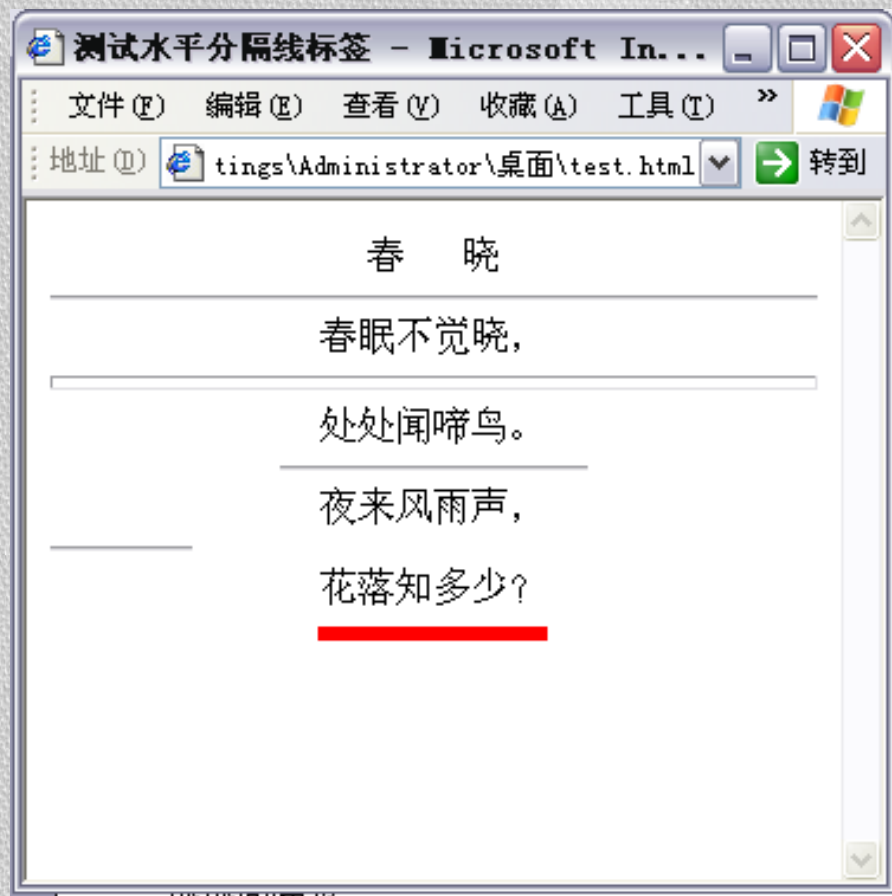 测试水平分隔线标签 - Microsoft In...
文件(F) 编辑(E) 查看(V) 收藏(A) 工具(T) »
地址(D) tings\Administrator\桌面\test.html 转到
春 晓
春眠不觉晓，
处处闻啼鸟。
夜来风雨声，
花落知多少？